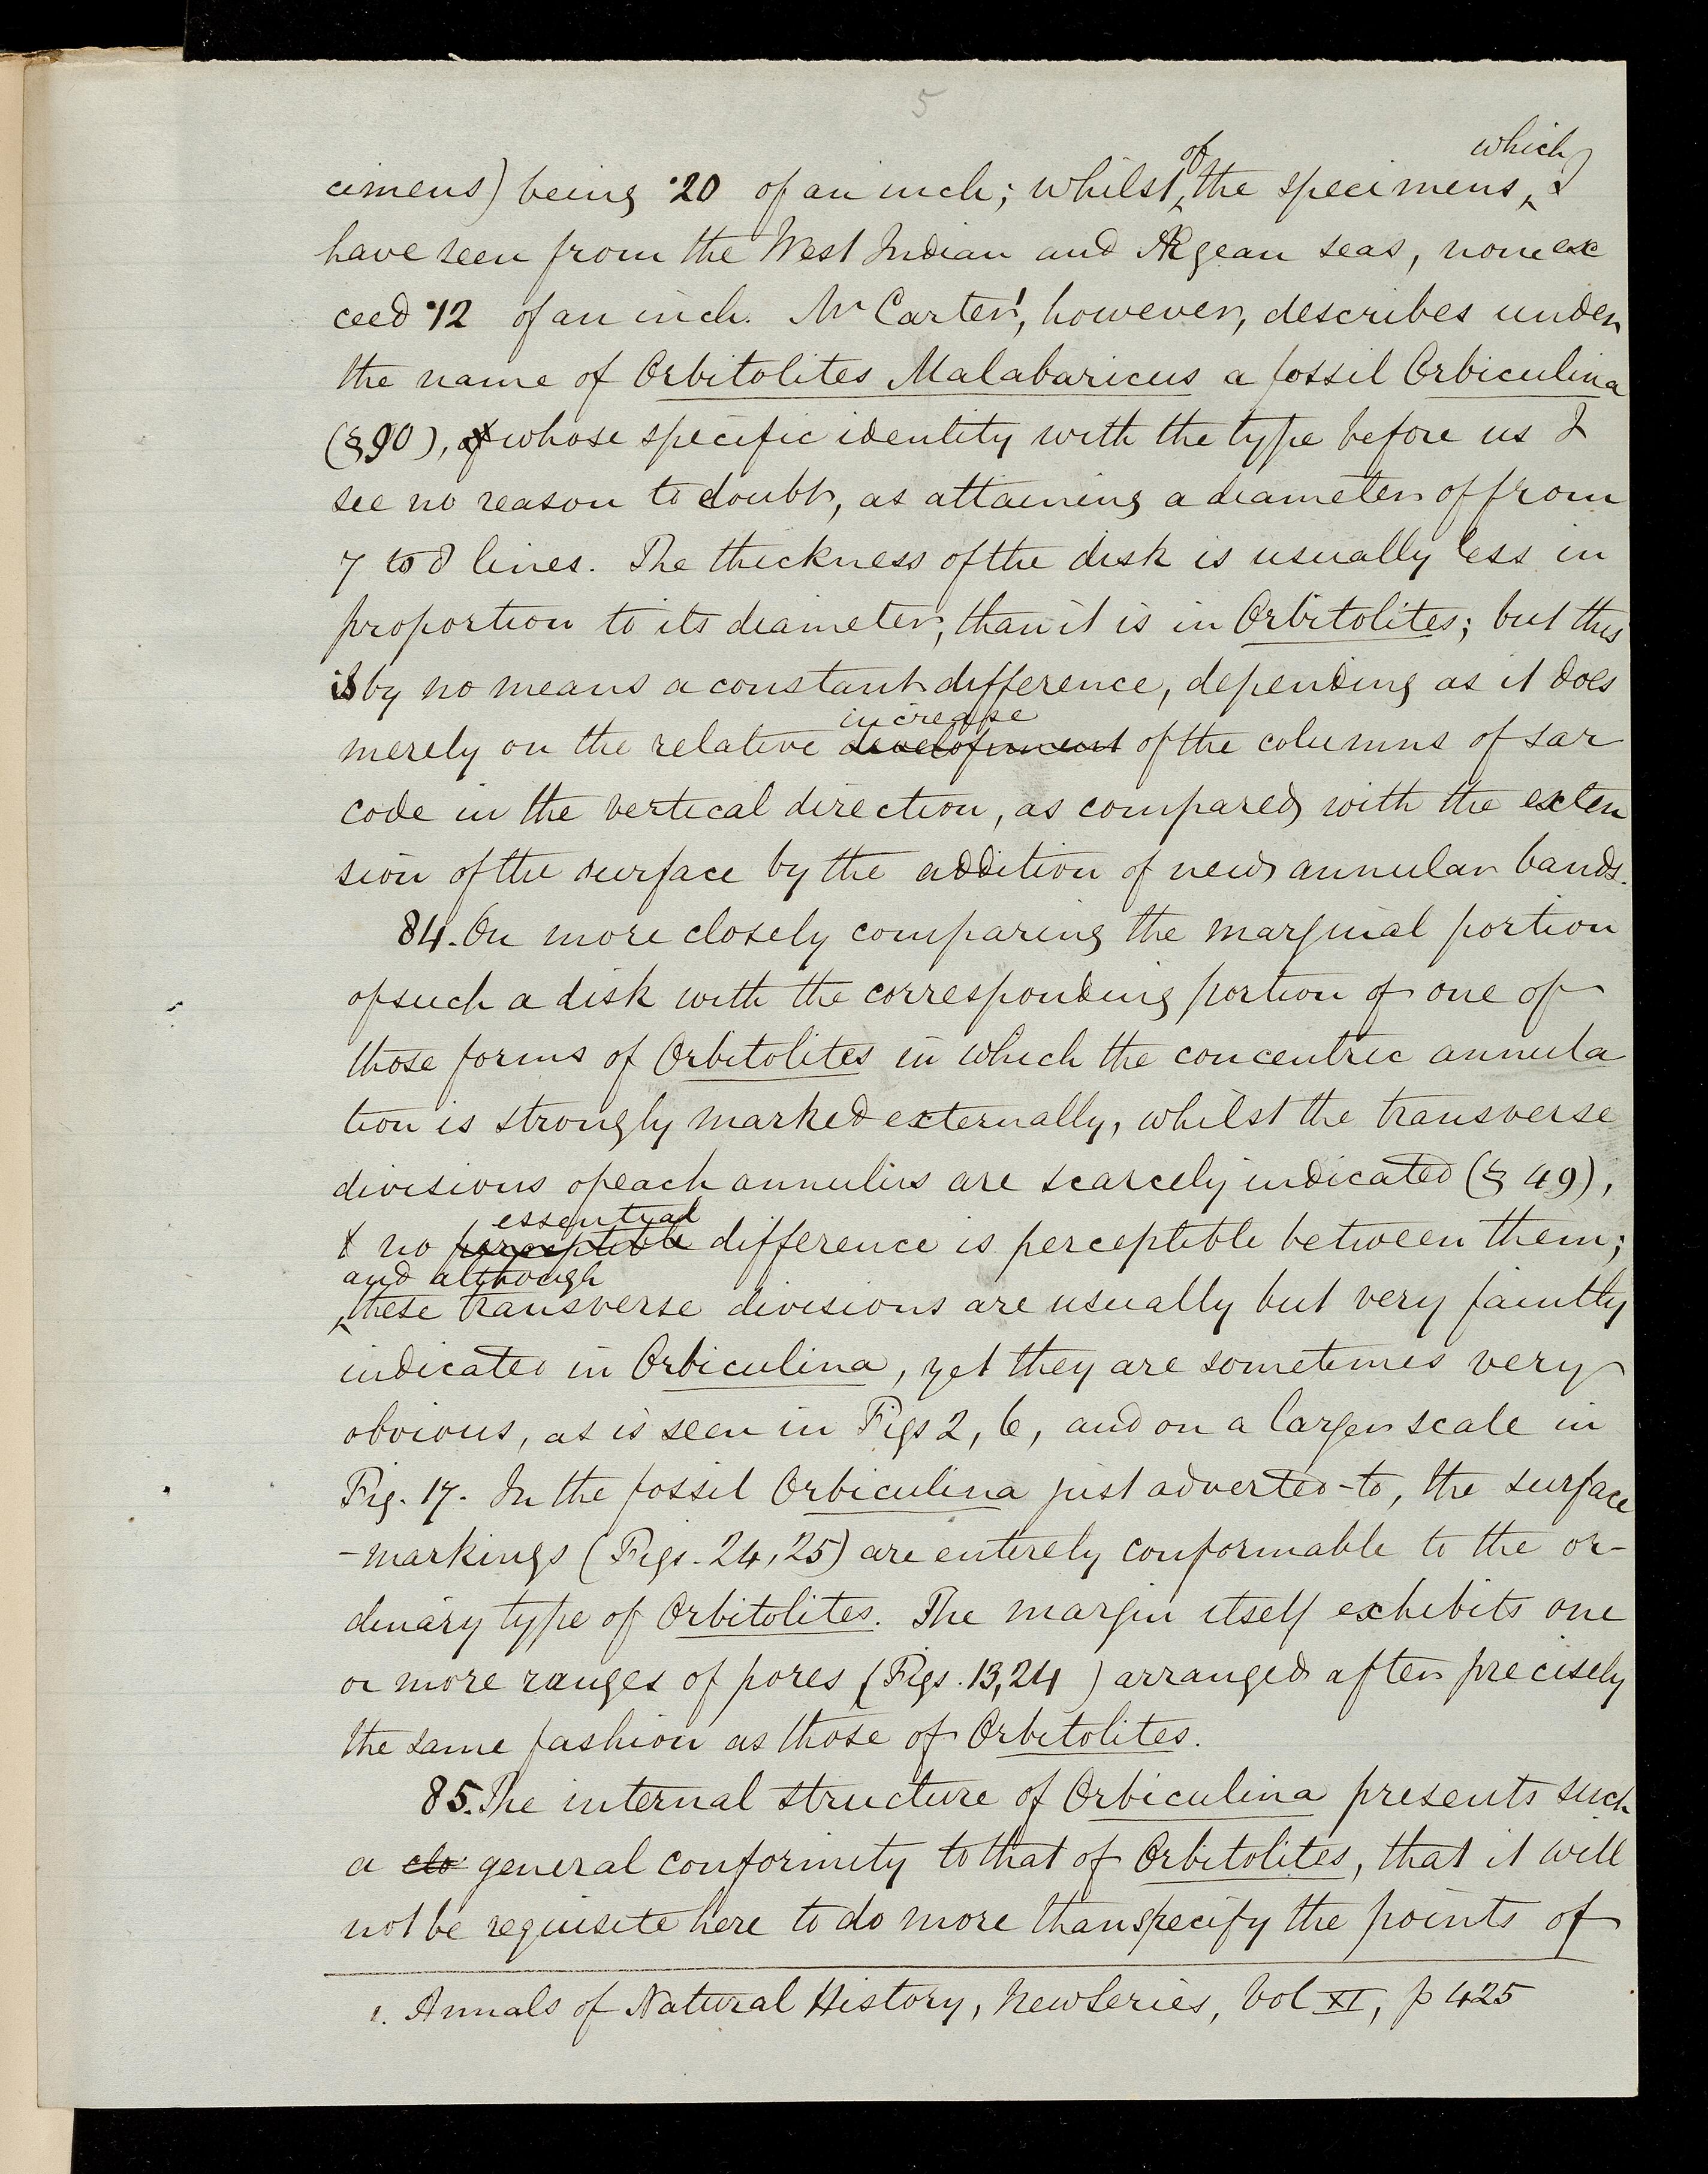 5
cimens) being ·20 of an inch; whilst of the specimens, which I
have seen from the West Indian and Ægean seas, none ex
ceed ·12 of an inch. Mr Carter¹, however, describes under
the name of Orbitolites Malabaricus a fossil Orbiculina
(§90), of whose specific identity with the type before us I
see no reason to doubt, as attaining a diameter of from
7 to 8 lines. The thickness of the disk is usually less in
proportion to its diameter, than it is in Orbitolites; but this
is by no means a constant difference, depending as it does
merely on the relative development increase of the columns of sar
code in the vertical direction, as compared with the exten
sion of the surface by the addition of new annular bands.
84. On more closely comparing the marginal portion
of such a disk with the corresponding portion of one of
those forms of Orbitolites in which the concentric annula
tion is strongly marked externally, whilst the transverse
divisions of each annulus are scarcely indicated (§ 49),
& no perceptible essential difference is perceptible between them;
and although these transverse divisions are usually but very faintly
indicated in Orbiculina, yet they are sometimes very
obvious, as is seen in Figs 2, 6, and on a larger scale in
Fig. 17. In the fossil Orbiculina just adverted-to, the surface
-markings (Figs. 24, 25) are entirely conformable to the or-
dinary type of Orbitolites. The margin itself exhibits one
or more ranges of pores (Figs. 13, 24) arranged after precisely
the same fashion as those of Orbitolites.
85. The internal structure of Orbiculina presents such
a clo general conformity to that of Orbitolites, that it will
not be requisite here to do more than specify the points of
1. Annals of Natural History, New Series, Vol XI, p 425